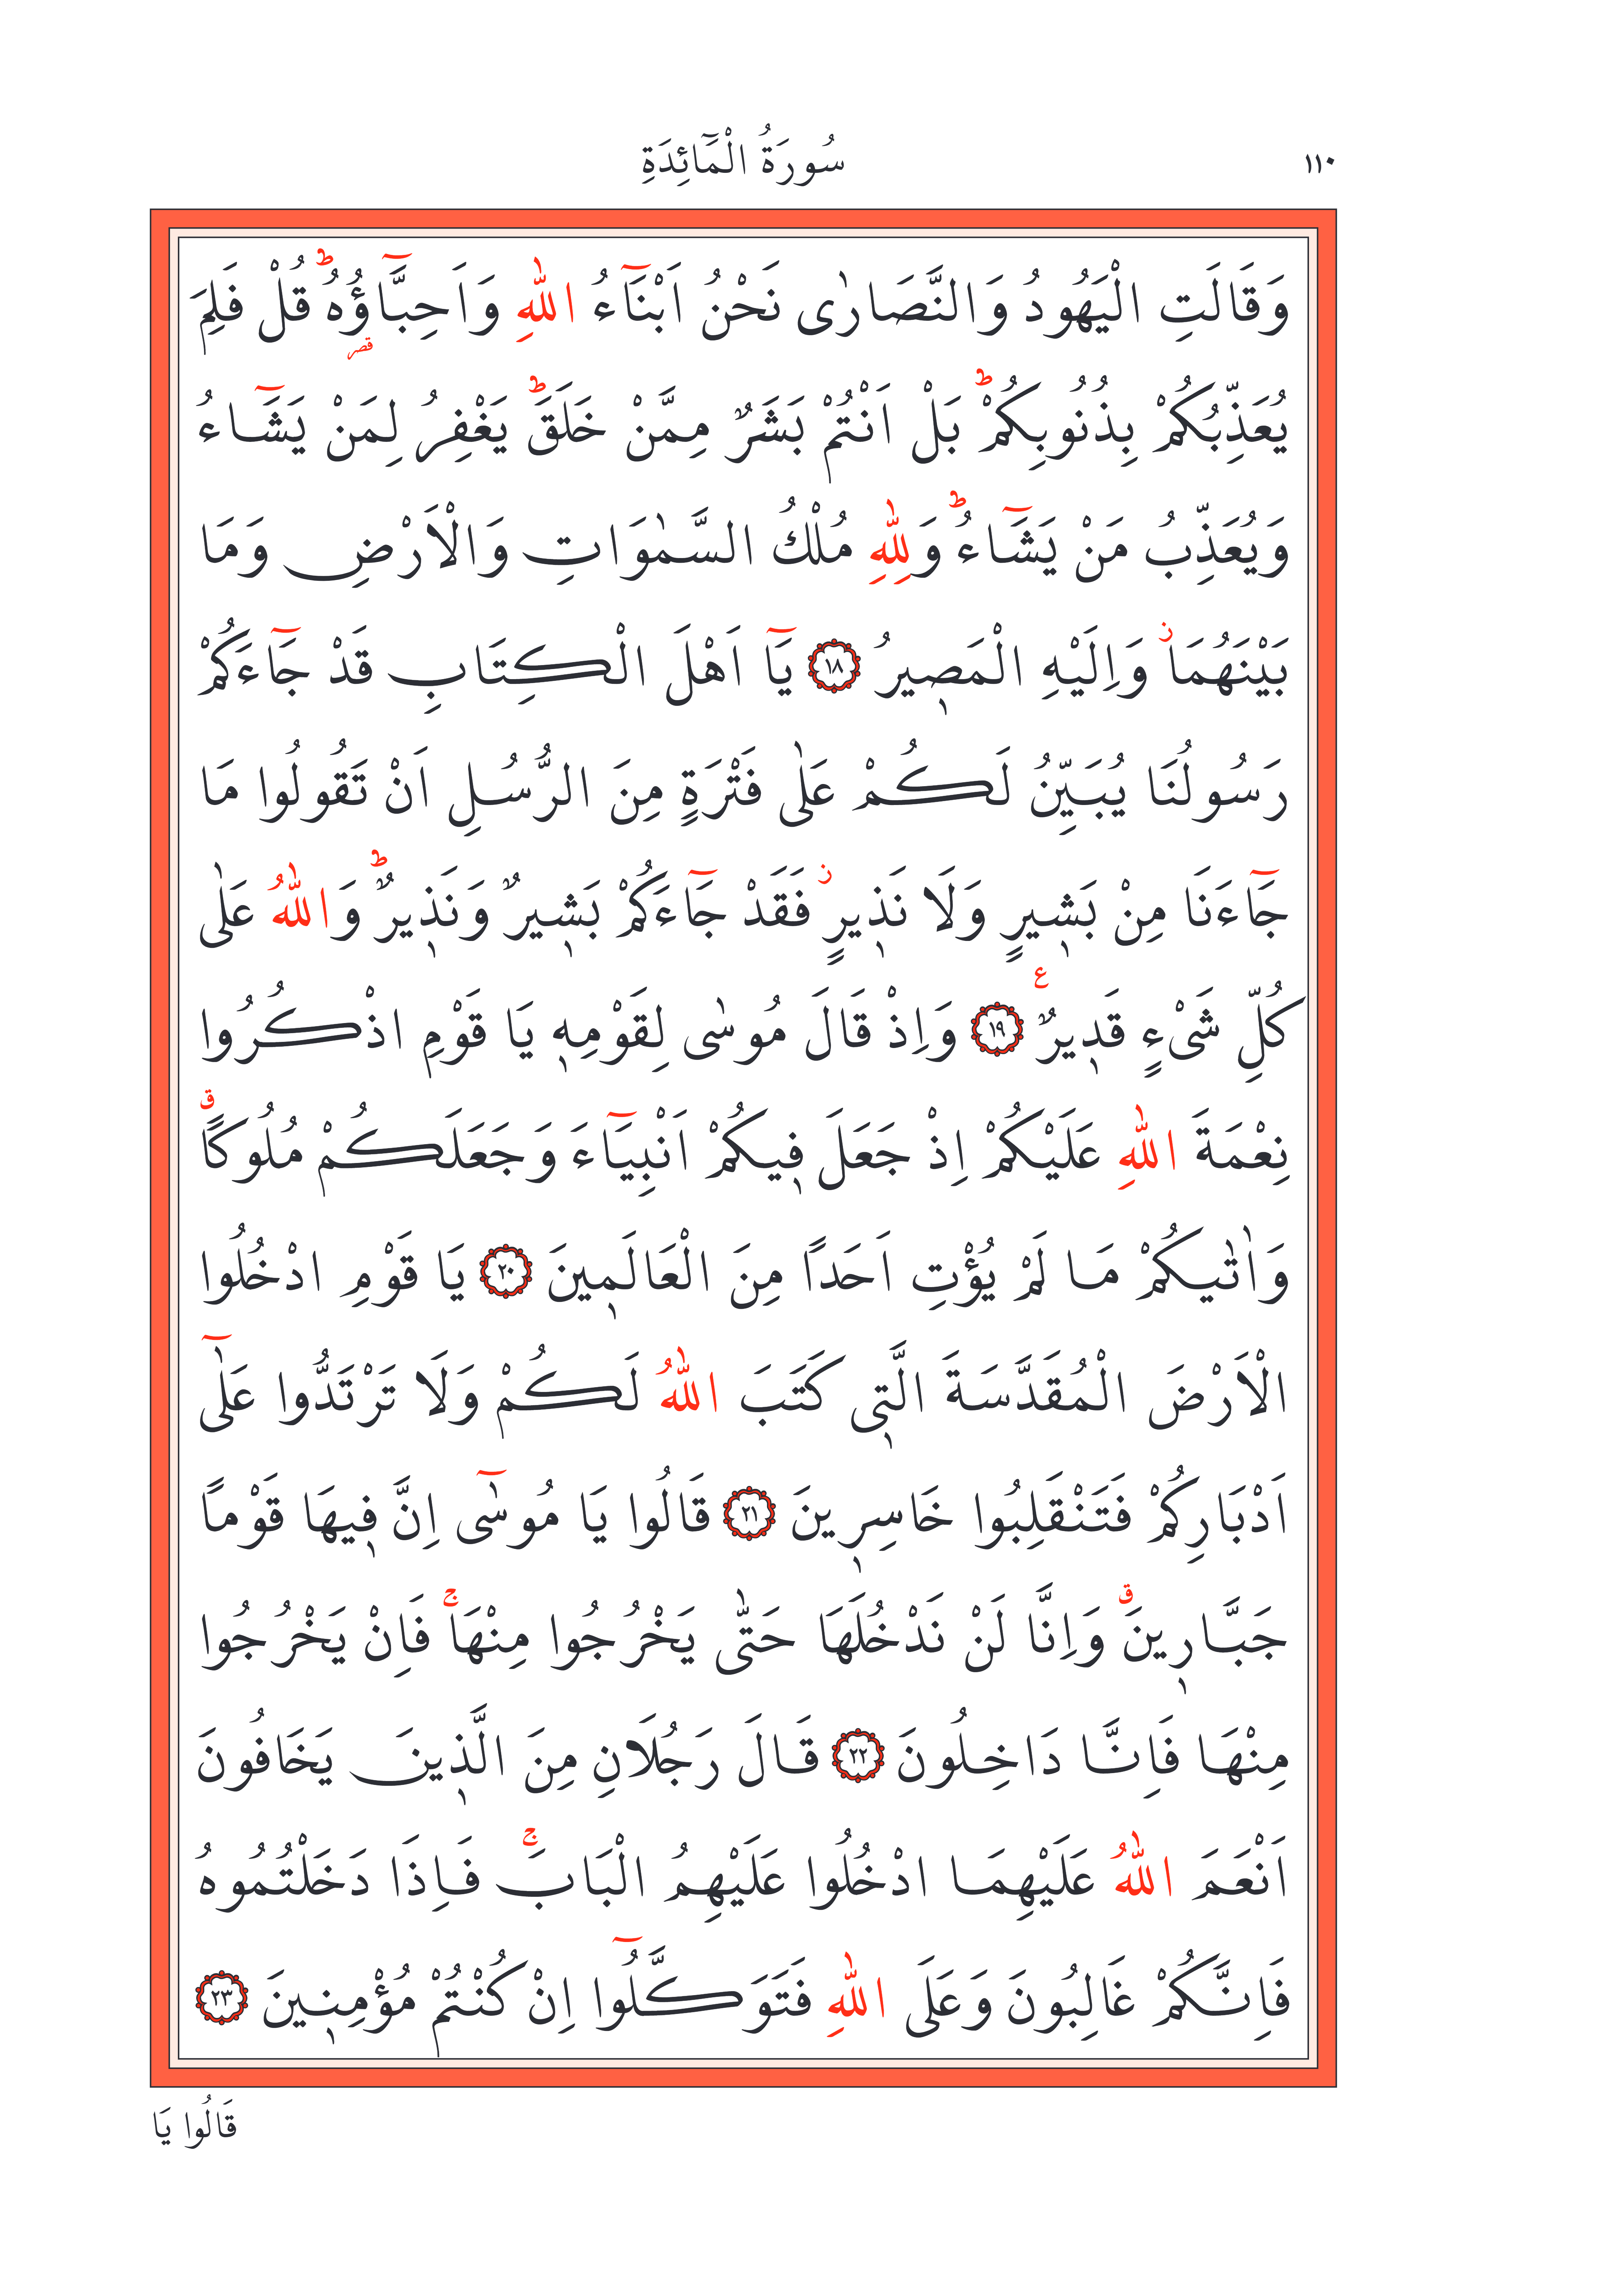 ١١٠
سُورَةُ الْمَٓائِدَةِ
وَقَالَتِ الْيَهُودُ وَالنَّصَارٰى نَحْنُ اَبْنَٓاءُ اللّٰهِ وَاَحِبَّٓاؤُ۬هُۜ قُلْ فَلِمَ
يُعَذِّبُكُمْ بِذُنُوبِكُمْۜ بَلْ اَنْتُمْ بَشَرٌ مِمَّنْ خَلَقَۜ يَغْفِرُ لِمَنْ يَشَٓاءُ
وَيُعَذِّبُ مَنْ يَشَٓاءُۜ وَلِلّٰهِ مُلْكُ السَّمٰوَاتِ وَالْاَرْضِ وَمَا
بَيْنَهُمَاۘ وَاِلَيْهِ الْمَص۪يرُ ﴿١٨﴾ يَٓا اَهْلَ الْكِتَابِ قَدْ جَٓاءَكُمْ
رَسُولُنَا يُبَيِّنُ لَكُمْ عَلٰى فَتْرَةٍ مِنَ الرُّسُلِ اَنْ تَقُولُوا مَا
جَٓاءَنَا مِنْ بَش۪يرٍ وَلَا نَذ۪يرٍۘ فَقَدْ جَٓاءَكُمْ بَش۪يرٌ وَنَذ۪يرٌۜ وَاللّٰهُ عَلٰى
كُلِّ شَيْءٍ قَد۪يرٌ۟ ﴿١٩﴾ وَاِذْ قَالَ مُوسٰى لِقَوْمِه۪ يَا قَوْمِ اذْكُرُوا
نِعْمَةَ اللّٰهِ عَلَيْكُمْ اِذْ جَعَلَ ف۪يكُمْ اَنْبِيَٓاءَ وَجَعَلَكُمْ مُلُوكًاۗ
وَاٰتٰيكُمْ مَا لَمْ يُؤْتِ اَحَدًا مِنَ الْعَالَم۪ينَ ﴿٢٠﴾ يَا قَوْمِ ادْخُلُوا
الْاَرْضَ الْمُقَدَّسَةَ الَّت۪ي كَتَبَ اللّٰهُ لَكُمْ وَلَا تَرْتَدُّوا عَلٰٓى
اَدْبَارِكُمْ فَتَنْقَلِبُوا خَاسِر۪ينَ ﴿٢١﴾ قَالُوا يَا مُوسٰٓى اِنَّ ف۪يهَا قَوْمًا
جَبَّار۪ينَۗ وَاِنَّا لَنْ نَدْخُلَهَا حَتّٰى يَخْرُجُوا مِنْهَاۚ فَاِنْ يَخْرُجُوا
مِنْهَا فَاِنَّا دَاخِلُونَ ﴿٢٢﴾ قَالَ رَجُلَانِ مِنَ الَّذ۪ينَ يَخَافُونَ
اَنْعَمَ اللّٰهُ عَلَيْهِمَا ادْخُلُوا عَلَيْهِمُ الْبَابَۚ فَاِذَا دَخَلْتُمُوهُ
فَاِنَّكُمْ غَالِبُونَ وَعَلَى اللّٰهِ فَتَوَكَّلُٓوا اِنْ كُنْتُمْ مُؤْمِن۪ينَ ﴿٢٣﴾
قَالُوا يَا